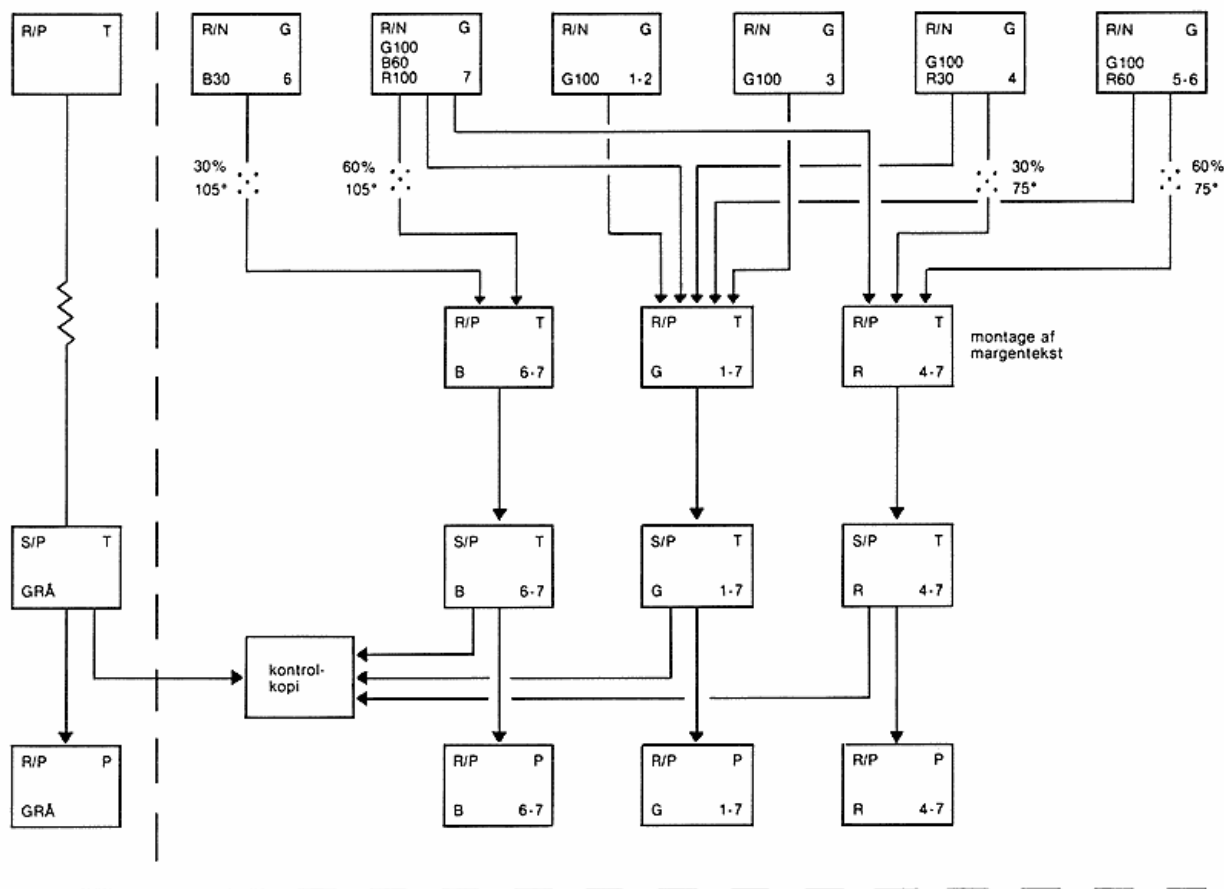 R/P T
R/N G
B30 6
R/N G
G100
B60
R100 7
R/N G
G100 1-2
R/N G
G100 3
R/N G
G100
R30 4
R/N G
G100
R60 5-6
30%
105°
60%
105°
30%
75°
60%
75°
R/P T
B 6-7
R/P T
G 1-7
R/P T
R 4-7
montage af
margentekst
S/P T
GRÅ
S/P T
B 6-7
S/P T
G 1-7
S/P T
R 4-7
kontrol-
kopi
R/P P
GRÅ
R/P P
B 6-7
R/P P
G 1-7
R/P P
R 4-7